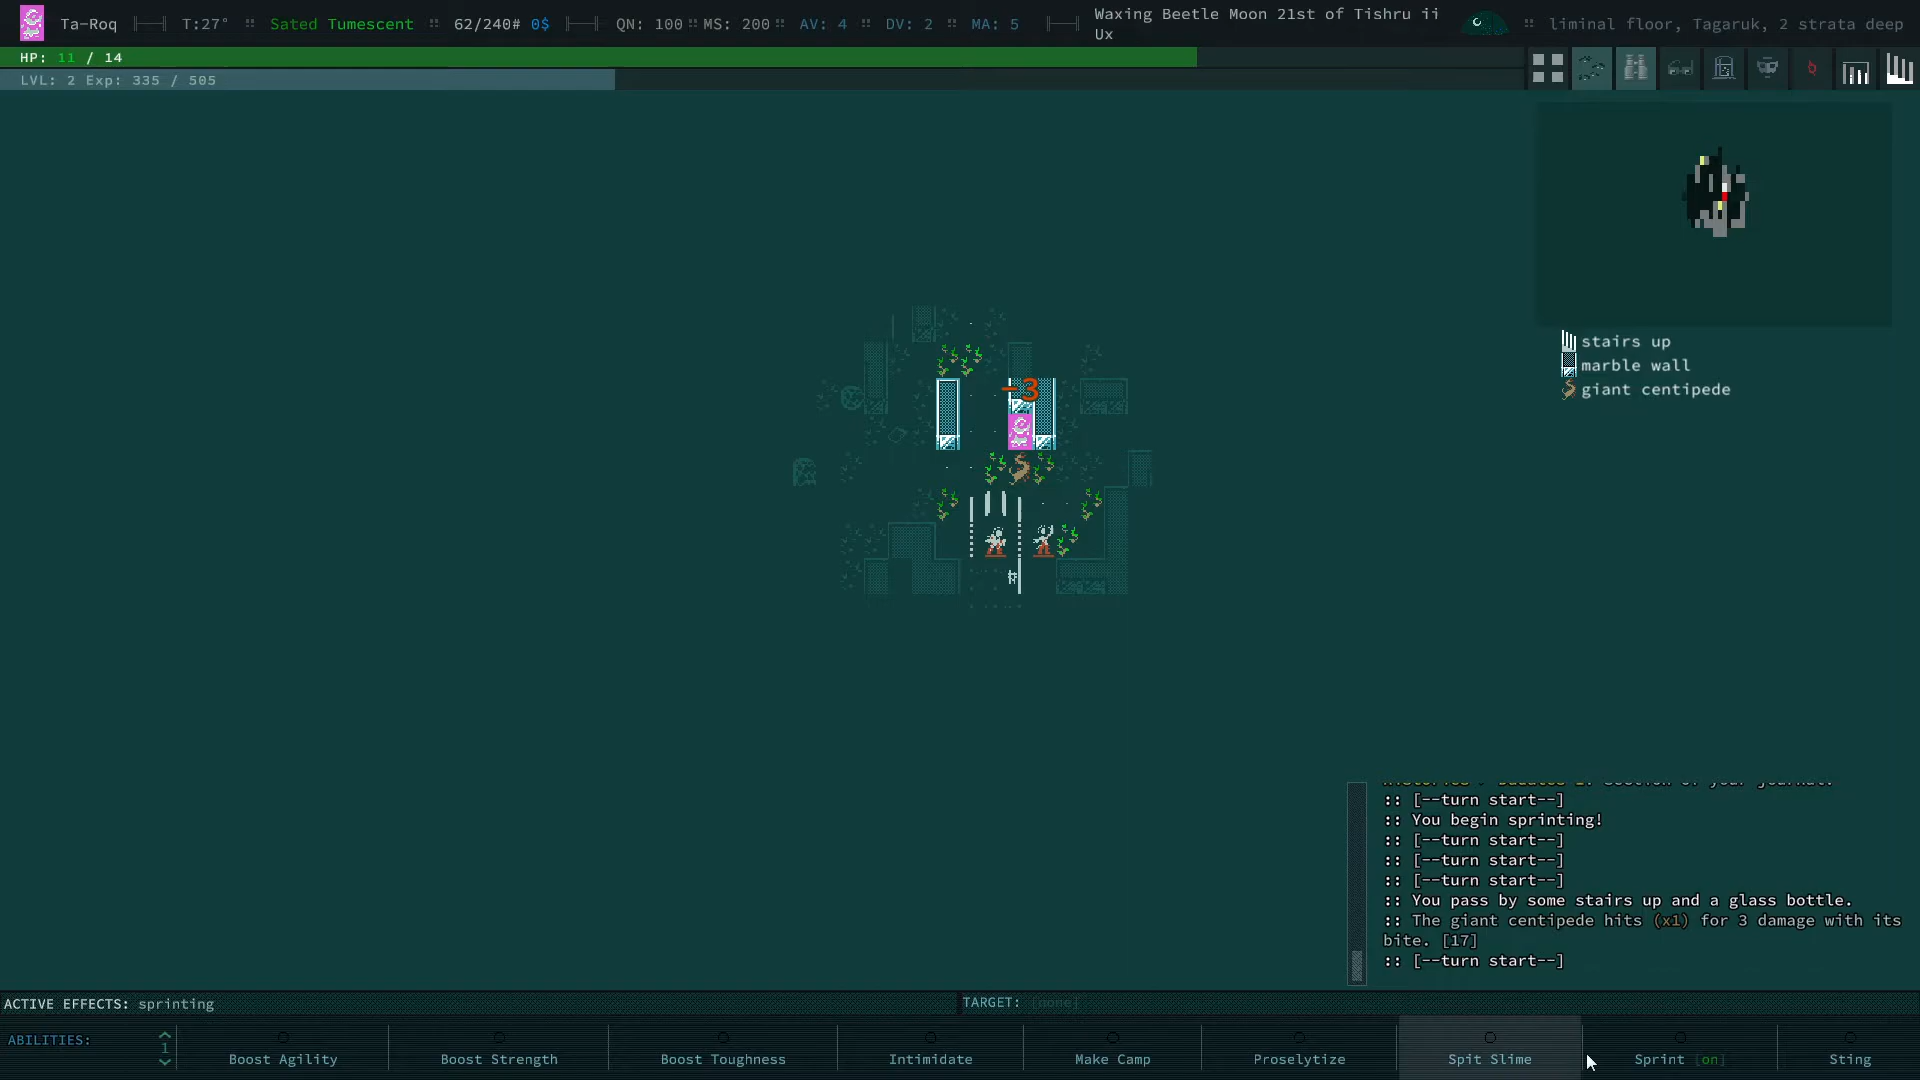 Ta-Roq T:27° Sated Tumescent 62/240# 0$ QN: 100 MS: 200 AV: 4 DV: 2 MA: 5 Waxing Beetle Moon 21st of Tishru ii
Ux
liminal floor, Tagaruk, 2 strata deep
HP: 11 / 14
LVL: 2 Exp: 335 / 505
stairs up
marble wall
giant centipede
-3
:: [--turn start--]
:: You begin sprinting!
:: [--turn start--]
:: [--turn start--]
:: [--turn start--]
:: You pass by some stairs up and a glass bottle.
:: The giant centipede hits (x1) for 3 damage with its
bite. [17]
:: [--turn start--]
ACTIVE EFFECTS: sprinting
TARGET: [none]
ABILITIES: 1 Boost Agility Boost Strength Boost Toughness Intimidate Make Camp Proselytize Spit Slime Sprint [on] Sting